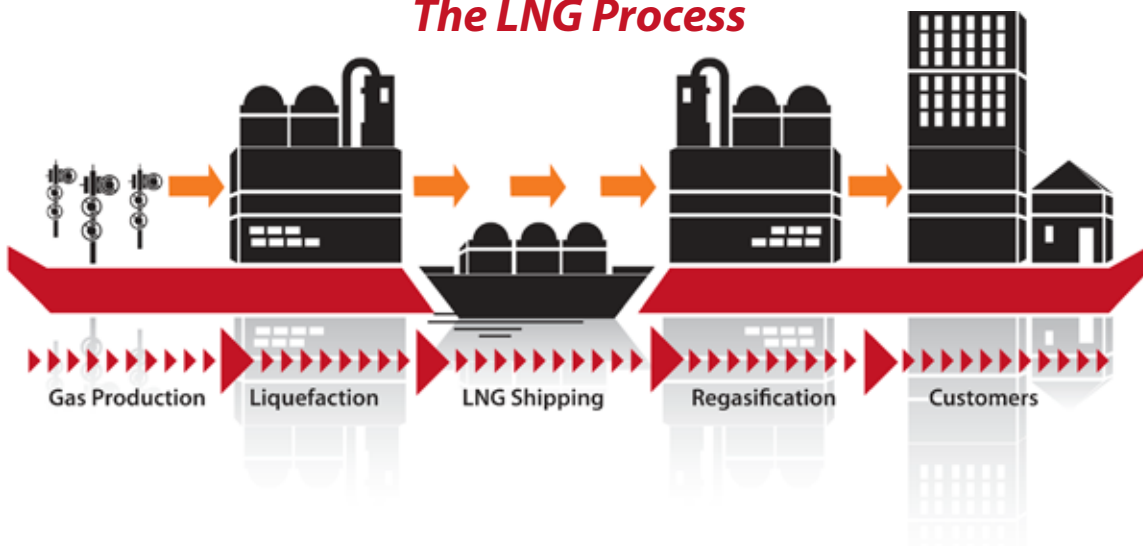 The LNG Process
Gas Production
Liquefaction
LNG Shipping
Regasification
Customers